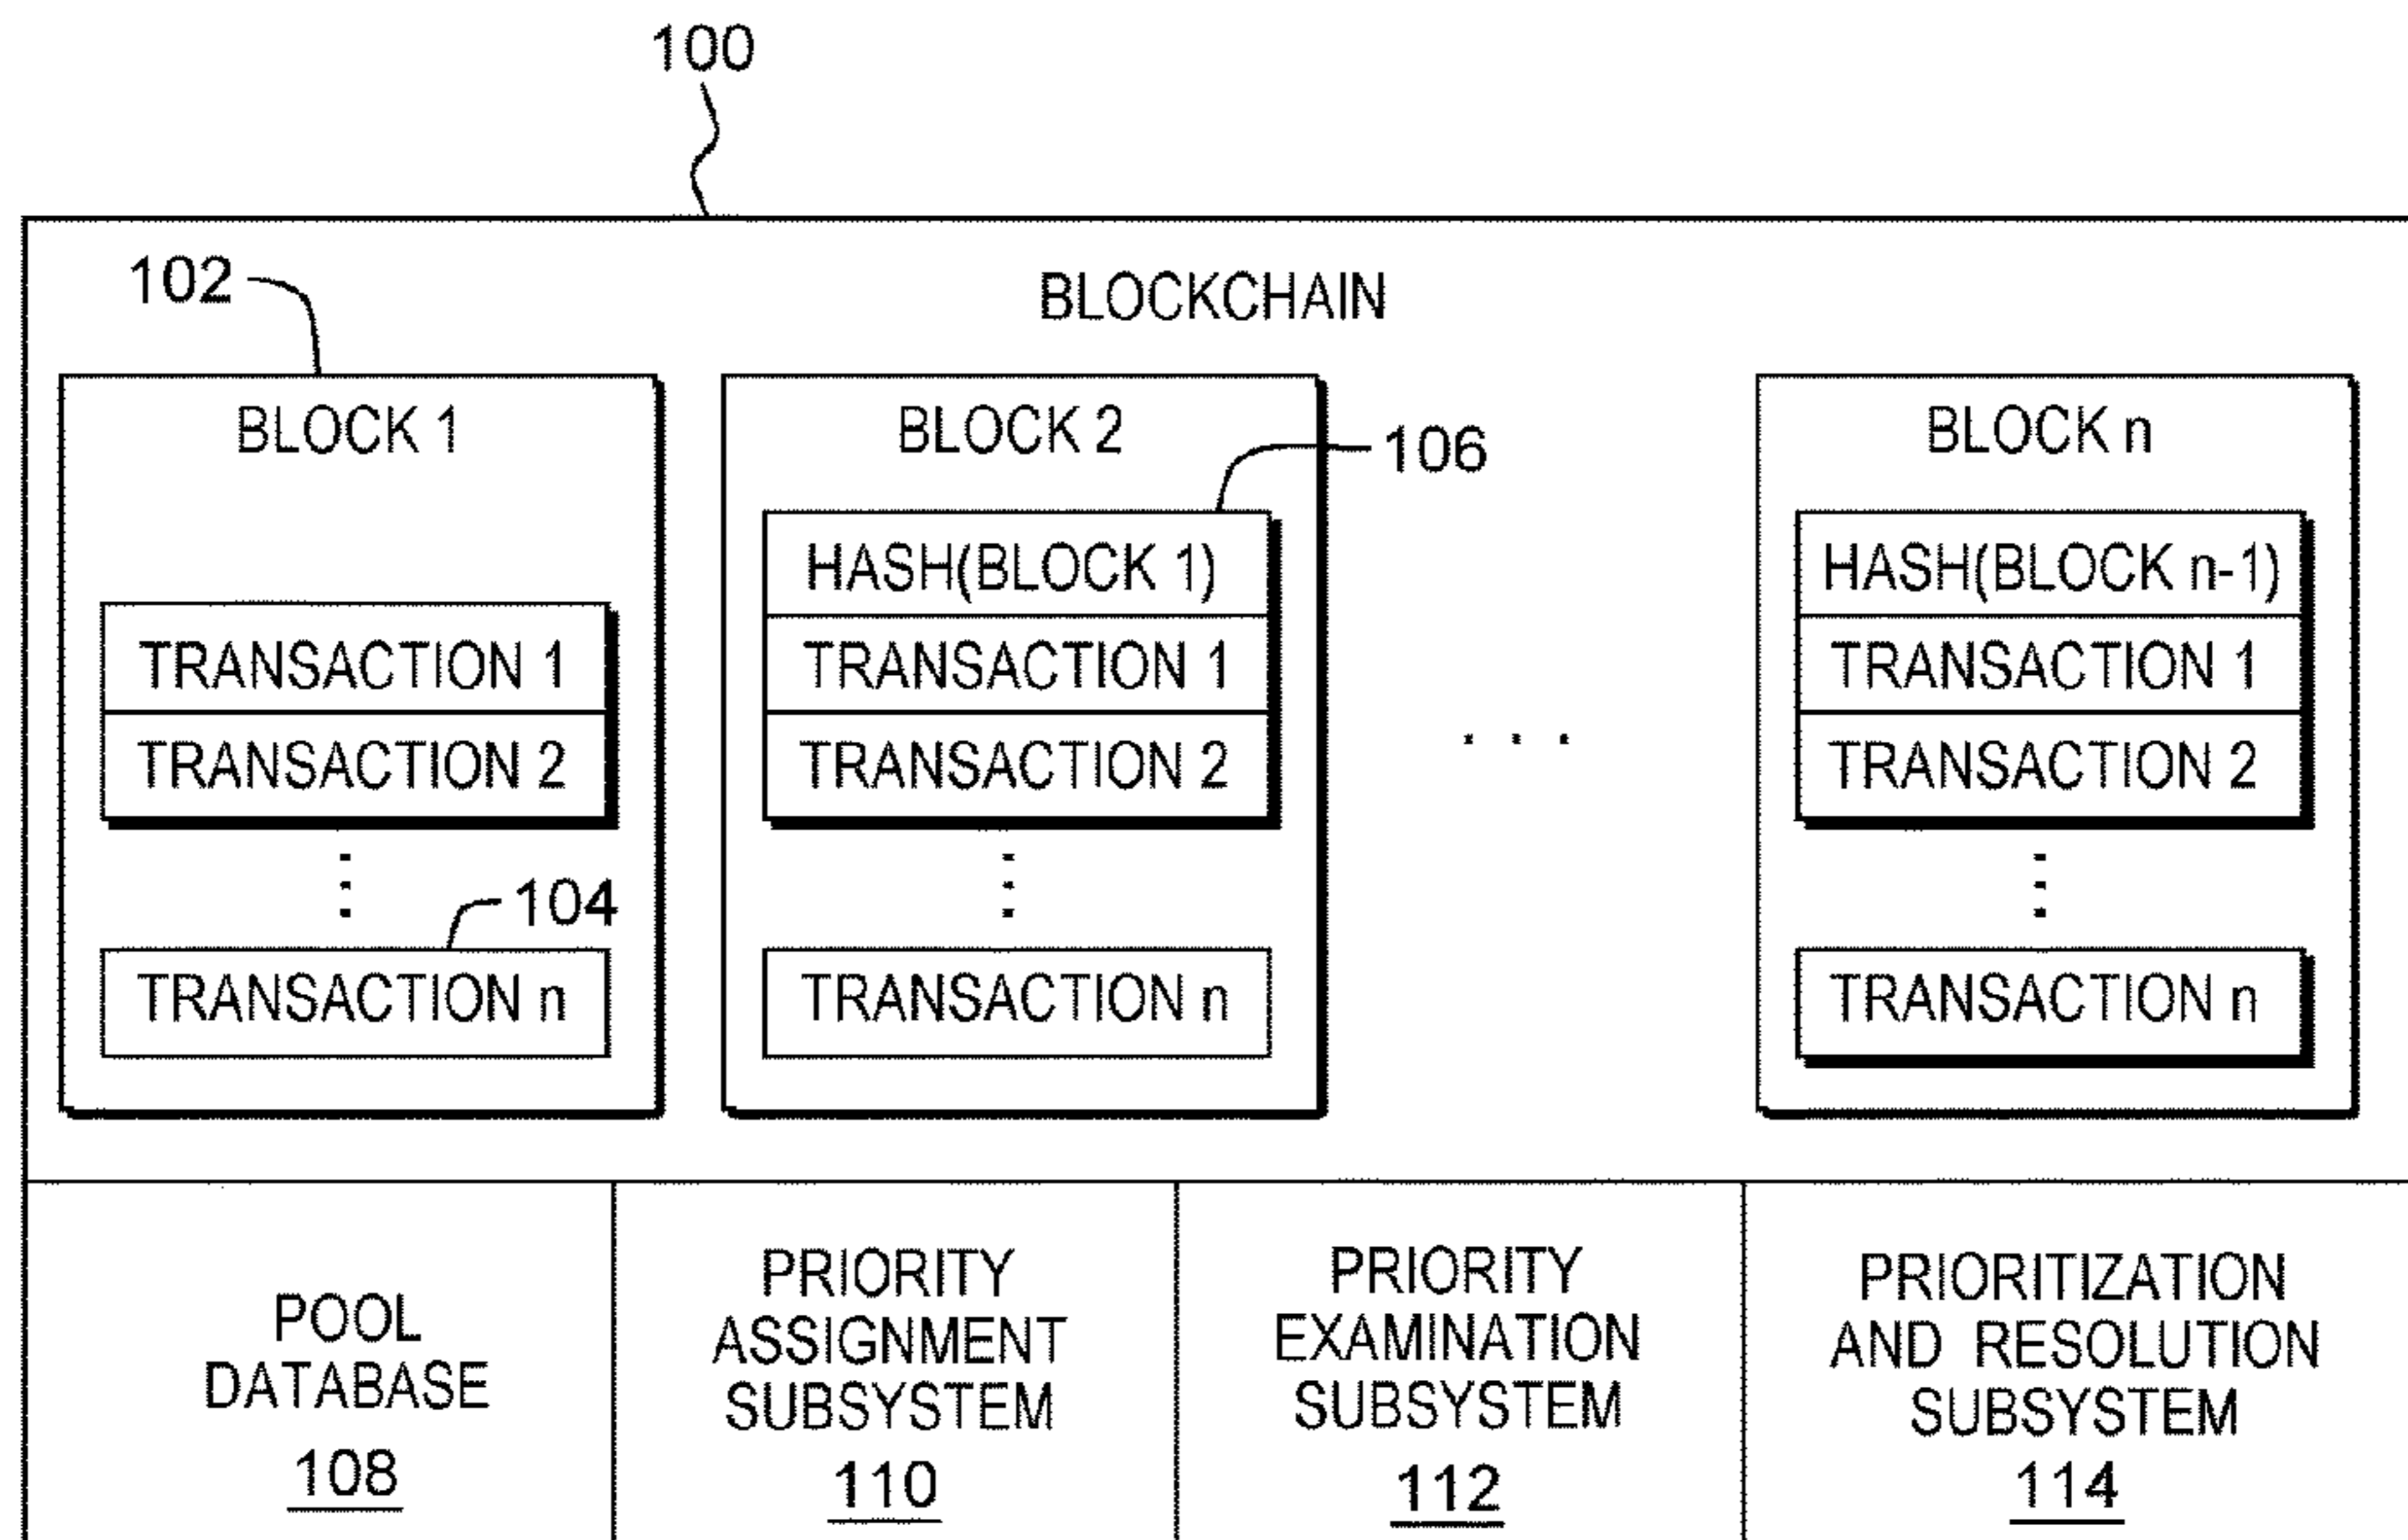 100
102
BLOCKCHAIN
BLOCK 1
TRANSACTION 1
TRANSACTION 2
104
TRANSACTION n
BLOCK 2
106
HASH(BLOCK 1)
TRANSACTION 1
TRANSACTION 2
TRANSACTION n
. . .
BLOCK n
HASH(BLOCK n-1)
TRANSACTION 1
TRANSACTION 2
TRANSACTION n
POOL
DATABASE
108
PRIORITY
ASSIGNMENT
SUBSYSTEM
110
PRIORITY
EXAMINATION
SUBSYSTEM
112
PRIORITIZATION
AND RESOLUTION
SUBSYSTEM
114